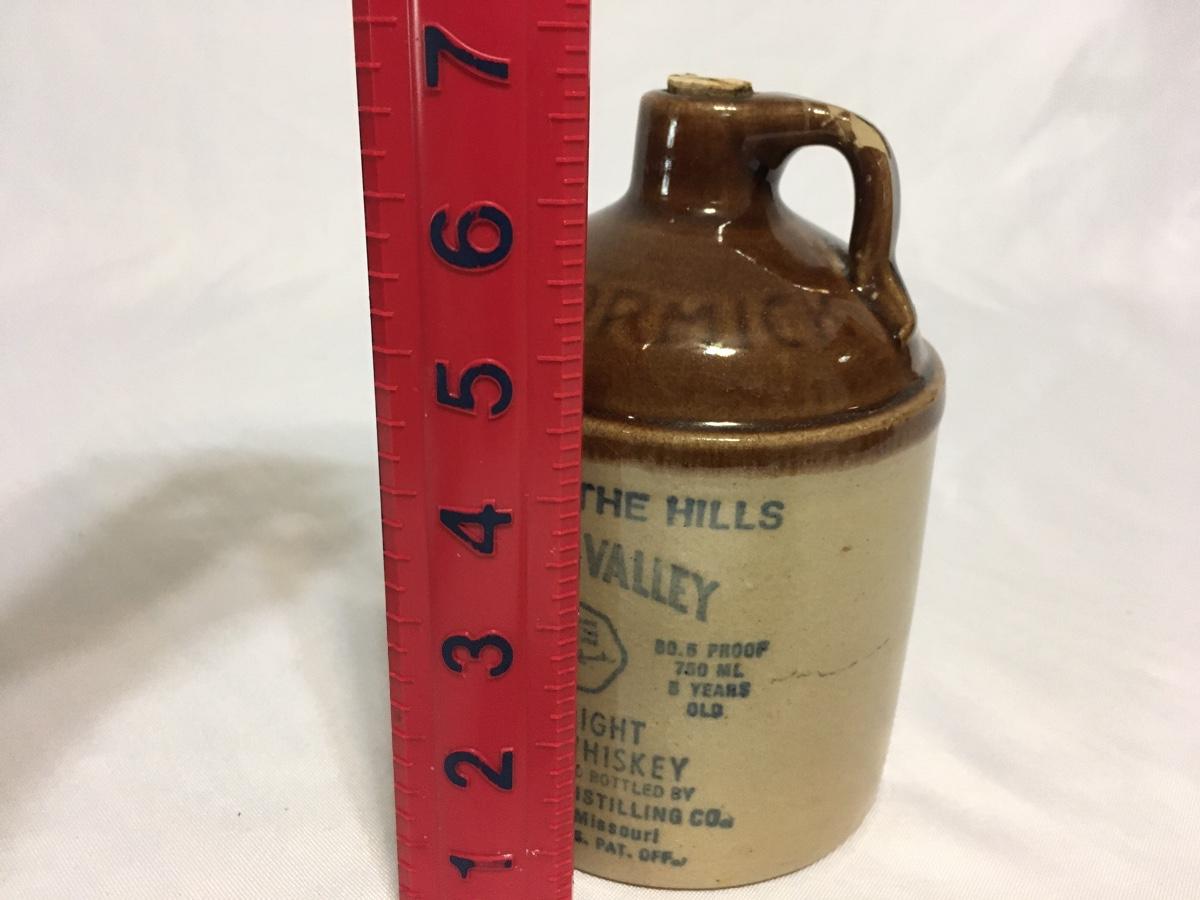 7
6
5
4
3
2
1
RMICK
THE HILLS
VALLEY
80.6 PROOF
750 ML
8 YEARS
OLD
IGHT
HISKEY
BOTTLED BY
ISTILLING CO.
Missouri
S. PAT. OFF.